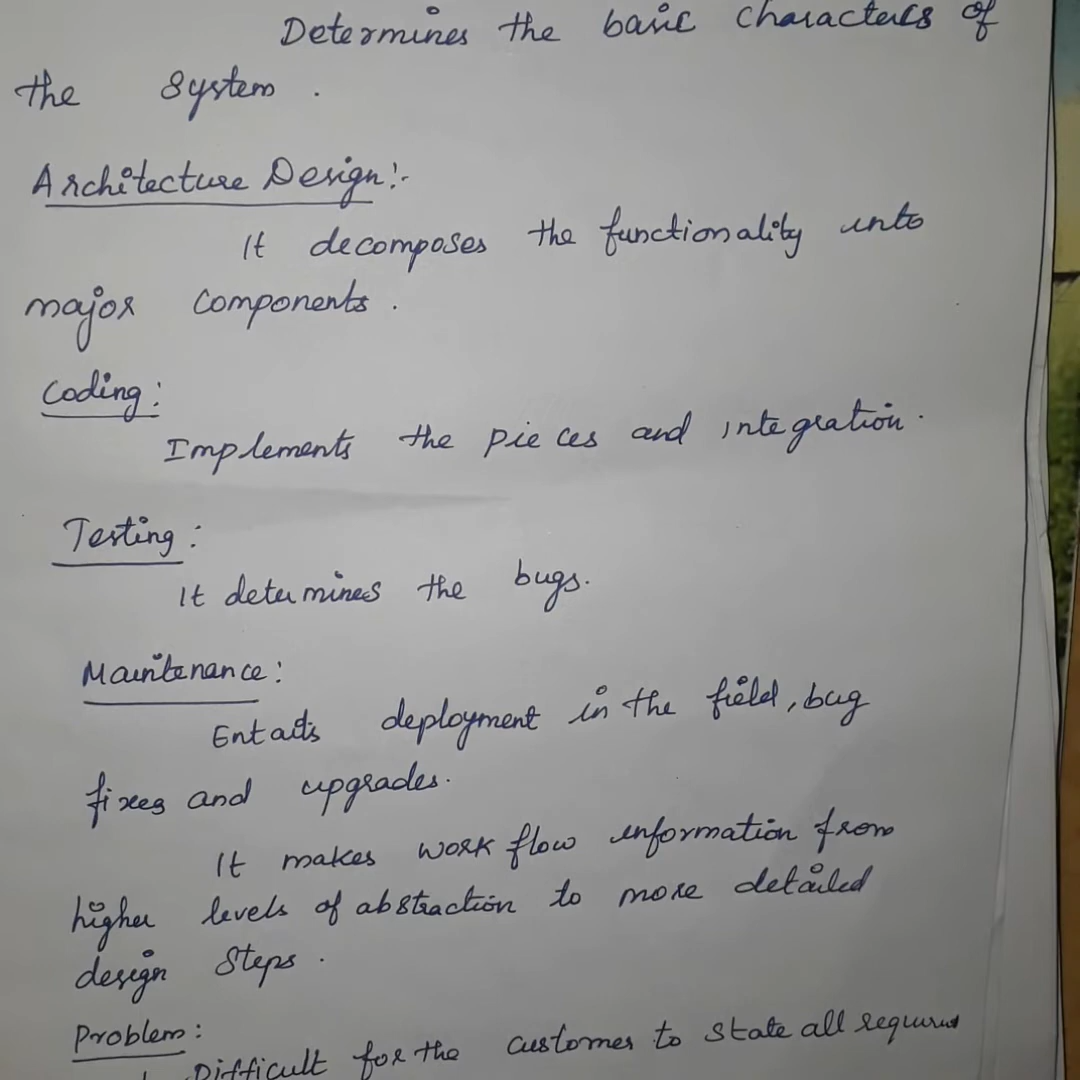 Determines the basic characters of
the System .
Architecture Design:-
It decomposes the functionality into
major Components .
Coding :
Implements the pieces and integration .
Testing :
It determines the bugs.
Maintenance :
Entails deployment in the field, bug
fixes and upgrades.
It makes work flow information from
higher levels of abstraction to more detailed
design Steps .
Problem :
Difficult for the customer to state all